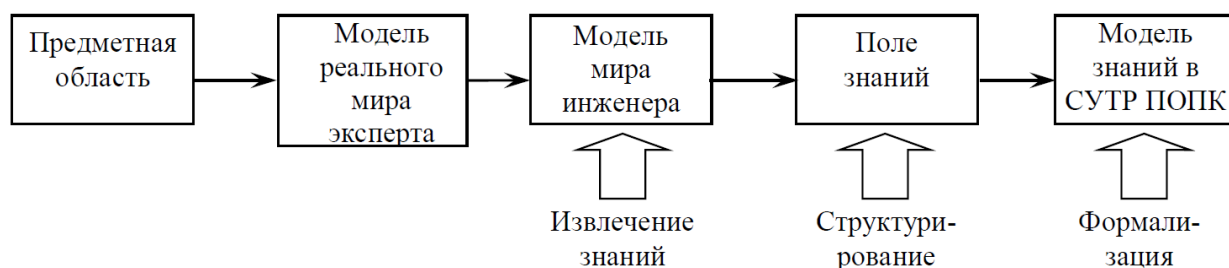 Предметная
область
Модель
реального
мира
эксперта
Модель
мира
инженера
Поле
знаний
Модель
знаний в
СУТР ПОПК
Извлечение
знаний
Структури-
рование
Формали-
зация